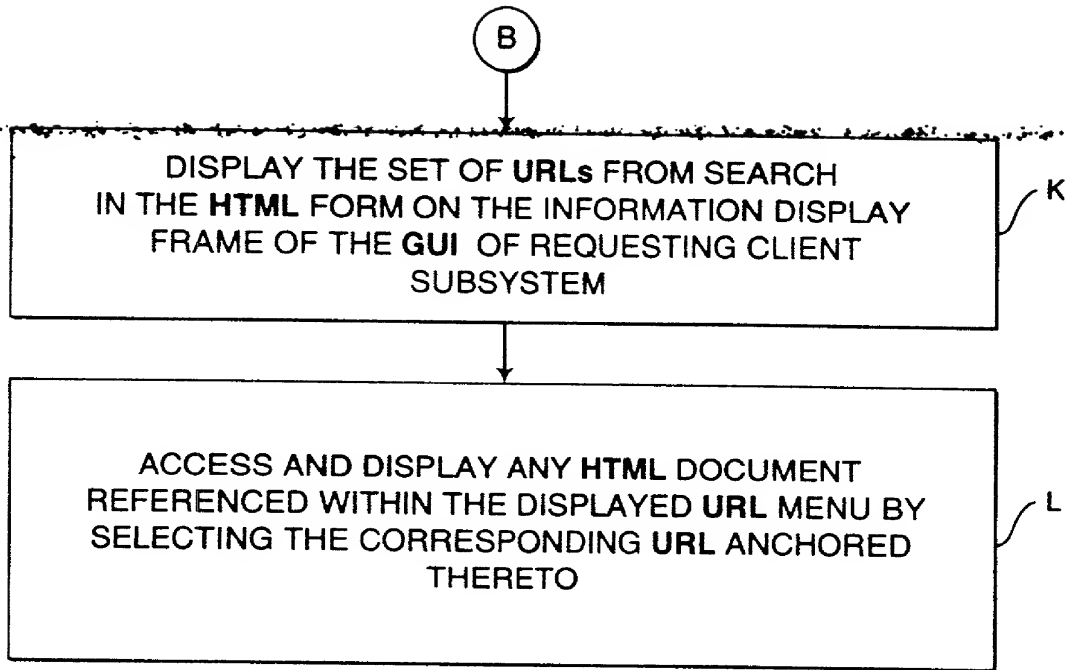 B
DISPLAY THE SET OF URLs FROM SEARCH
IN THE HTML FORM ON THE INFORMATION DISPLAY
FRAME OF THE GUI OF REQUESTING CLIENT
SUBSYSTEM
K
ACCESS AND DISPLAY ANY HTML DOCUMENT
REFERENCED WITHIN THE DISPLAYED URL MENU BY
SELECTING THE CORRESPONDING URL ANCHORED
THERETO
L